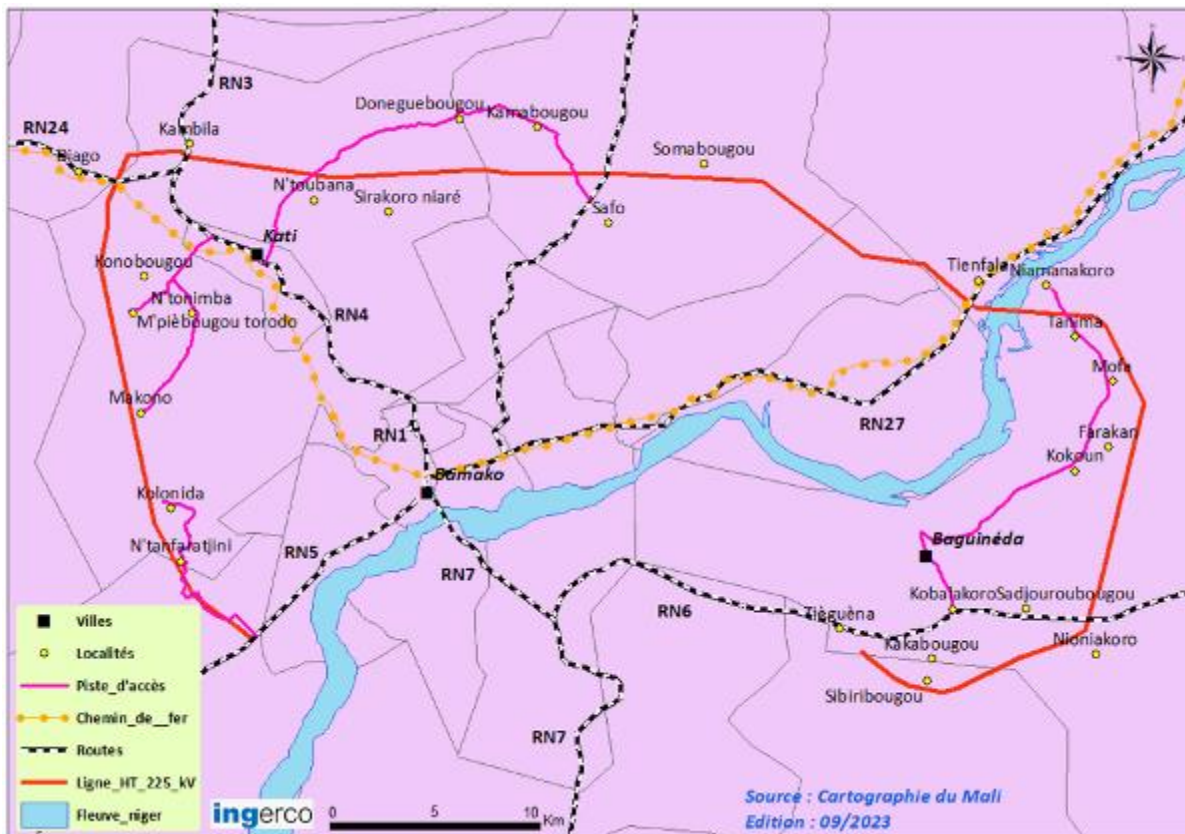 RN3
Doneguebougou
Kamabougou
RN24
Kambila
Diago
Somabougou
N'toubana
Sirakoro niaré
Safo
Kati
Konobougou
Tienfala
Niamanakoro
N'tonimba
M'pièbougou torodo
RN4
Tanima
Mofa
Makono
RN1
RN27
Farakan
Kokoun
Bamako
Kolonida
N'tanfaratjini
RN5
RN7
Baguinéda
RN6
Kobalakoro
Sadjouroubougou
Tièguèna
Kakabougou
Nioniakoro
Sibiribougou
RN7
Villes
Localités
Piste_d'accès
Chemin_de__fer
Routes
Ligne_HT_225_kV
Fleuve_niger
ingerco
0 5 10
Km
Source : Cartographie du Mali
Edition : 09/2023